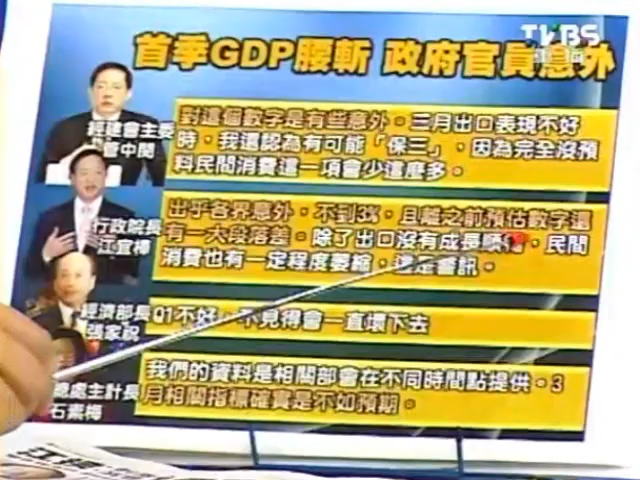 TVBS
首季GDP腰斬 政府官員意外
經建會主委
管中閔
對這個數字是有些意外。三月出口表現不好
時，我還認為有可能「保三」，因為完全沒預
料民間消費這一項會少這麼多。
行政院長
江宜樺
出乎各界意外，不到3%，且離之前預估數字還
有一大段落差。除了出口沒有成長順
民間
消費也有一定程度萎縮，這是警訊。
經濟部長
張家祝
Q1不好，不見得會一直壞下去
總處主計長
石素梅
我們的資料是相關部會在不同時間點提供。3
月相關指標確實是不如預期。